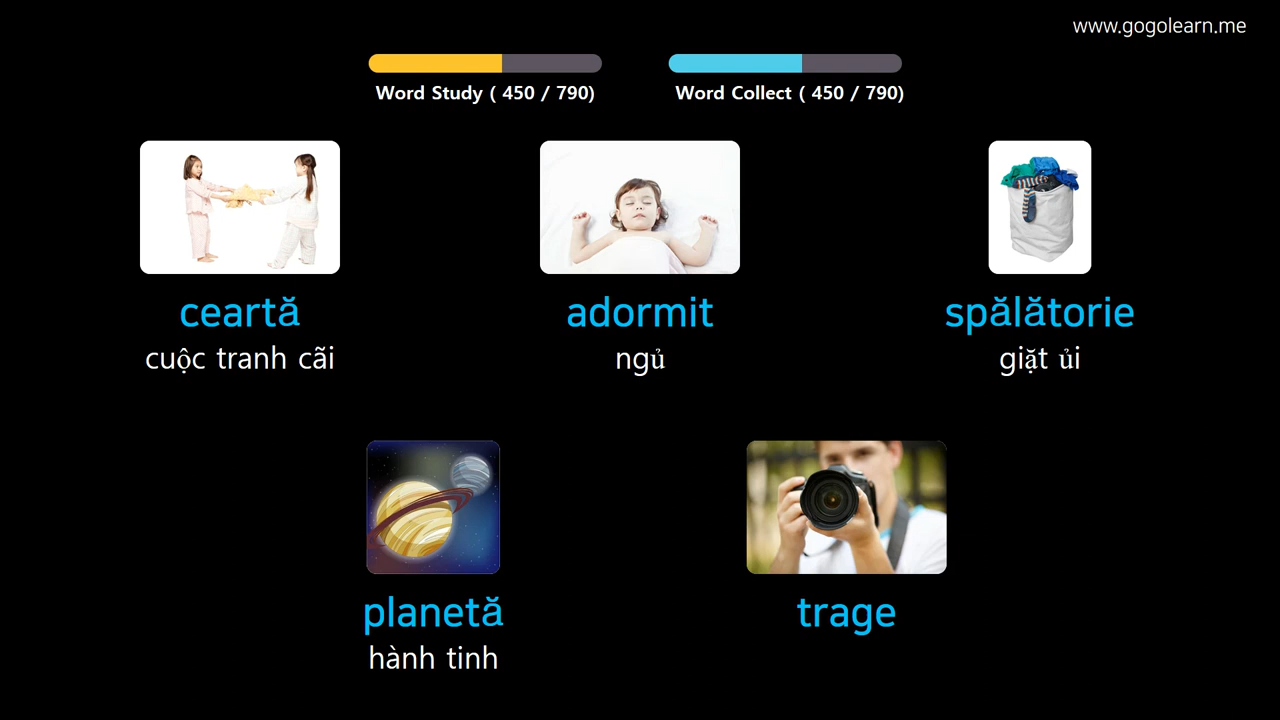 www.gogolearn.me
Word Study ( 450 / 790)
Word Collect ( 450 / 790)
ceartă
cuộc tranh cãi
adormit
ngủ
spălătorie
giặt ủi
planetă
hành tinh
trage